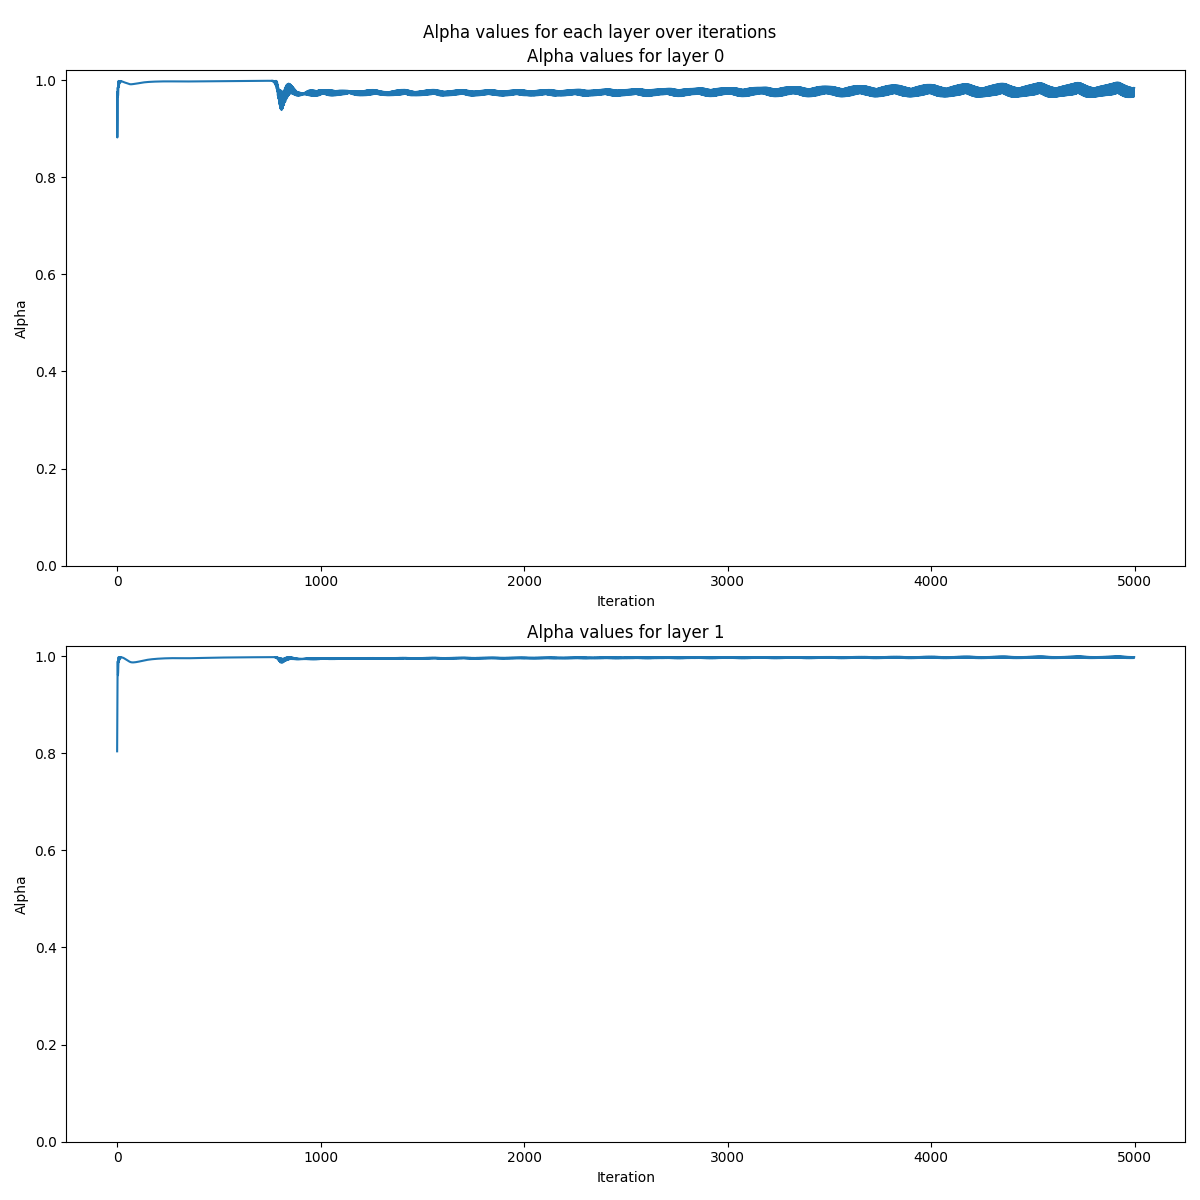 Alpha values for each layer over iterations
Alpha values for layer 0
1.0
0.8
0.6
0.4
0.2
0.0
Alpha
0 1000 2000 3000 4000 5000
Iteration
Alpha values for layer 1
1.0
0.8
0.6
0.4
0.2
0.0
Alpha
0 1000 2000 3000 4000 5000
Iteration